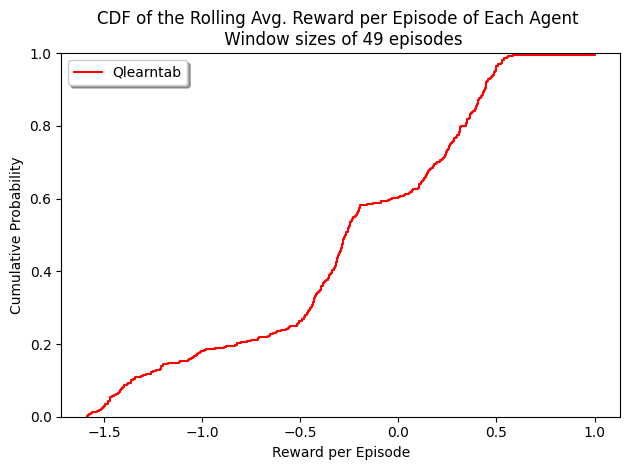 CDF of the Rolling Avg. Reward per Episode of Each Agent
Window sizes of 49 episodes
Qlearntab
Cumulative Probability
1.0
0.8
0.6
0.4
0.2
0.0
−1.5 −1.0 −0.5 0.0 0.5 1.0
Reward per Episode